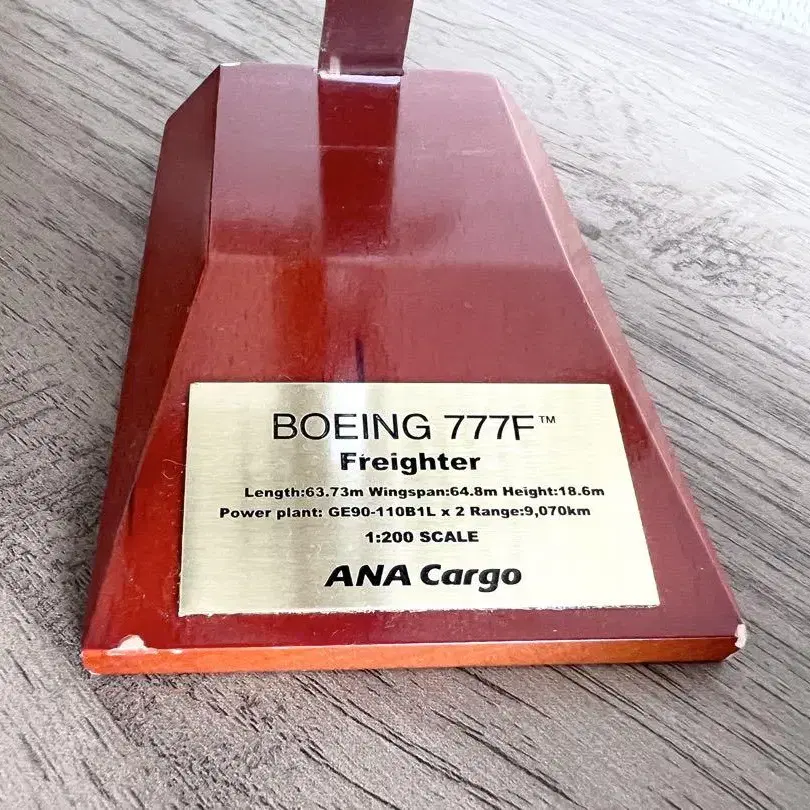 BOEING 777F™
Freighter
Length:63.73m Wingspan:64.8m Height:18.6m
Power plant: GE90-110B1L x 2 Range:9,070km
1:200 SCALE
ANA Cargo